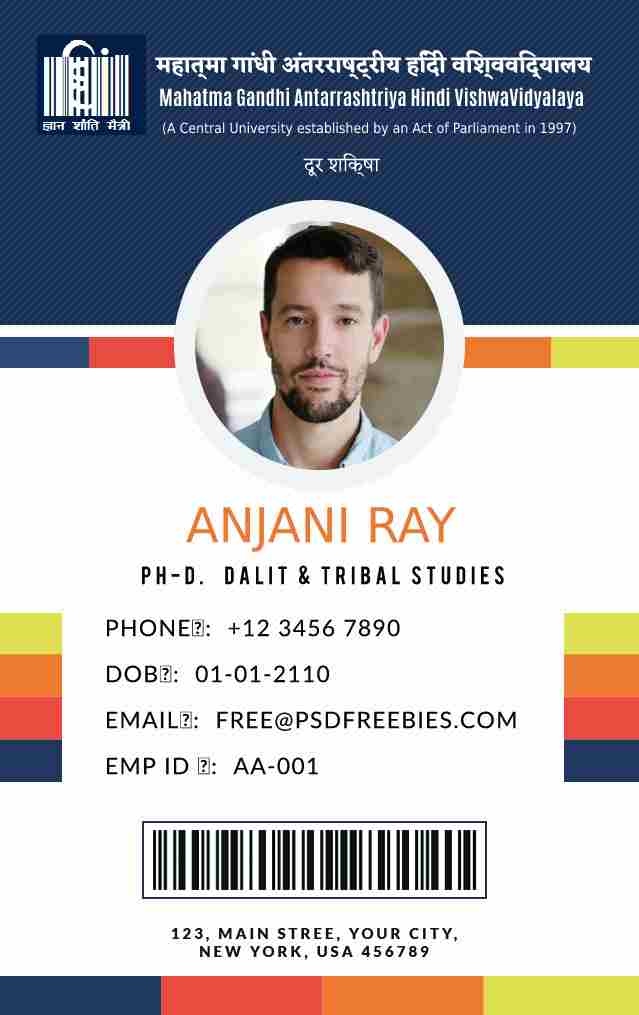 ज्ञान शांति मैत्री
महात्मा गांधी अंतरराष्ट्रीय हिंदी विश्वविद्यालय
Mahatma Gandhi Antarrashtriya Hindi VishwaVidyalaya
(A Central University established by an Act of Parliament in 1997)
दूर शिक्षा
ANJANI RAY
PH-D. DALIT & TRIBAL STUDIES
PHONE: +12 3456 7890
DOB: 01-01-2110
EMAIL: FREE@PSDFREEBIES.COM
EMP ID : AA-001
123, MAIN STREE, YOUR CITY,
NEW YORK, USA 456789